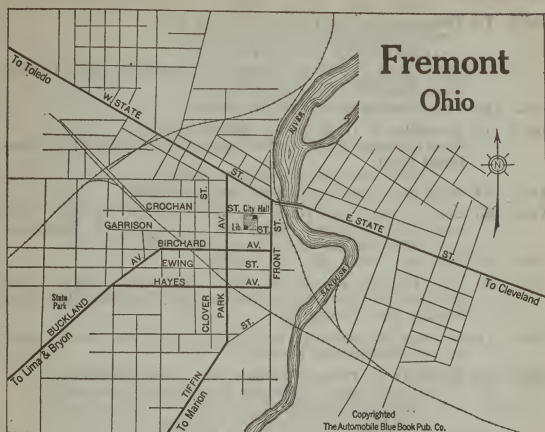 Fremont
Ohio
To Toledo
W. STATE
ST.
RIVER
N
E. STATE
ST.
To Cleveland
CROCHAN
ST.
ST.
City Hall
GARRISON
AV.
Lib.
ST.
ST.
BIRCHARD
AV.
FRONT
EWING
ST.
HAYES
AV.
AV.
BUCKLAND
State
Park
CLOVER
PARK
ST.
SANDUSKY
TIFFIN
To Lima & Bryon
To Marion
Copyrighted
The Automobile Blue Book Pub. Co.